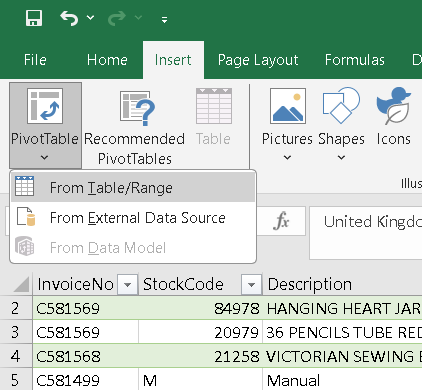 File Home Insert Page Layout Formulas D
PivotTable Recommended PivotTables Table Pictures Shapes Icons
Illus
From Table/Range
From External Data Source
From Data Model
fx United Kingdo
InvoiceNo StockCode Description
2 C581569 84978 HANGING HEART JAR
3 C581569 20979 36 PENCILS TUBE RED
4 C581568 21258 VICTORIAN SEWING B
5 C581499 M Manual